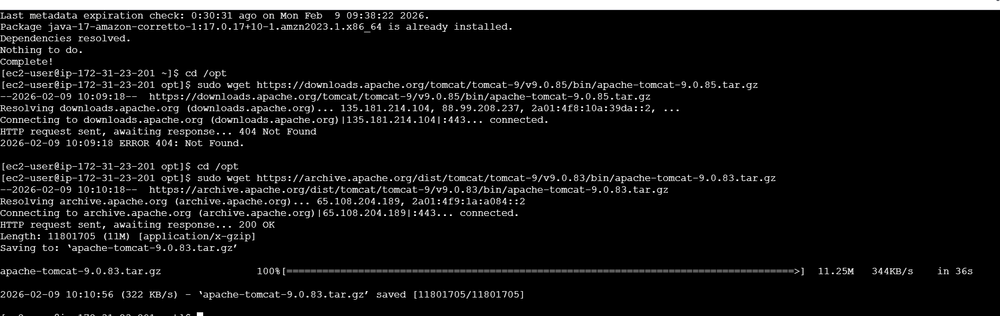 Last metadata expiration check: 0:30:31 ago on Mon Feb  9 09:38:22 2026.
Package java-17-amazon-corretto-1:17.0.17+10-1.amzn2023.1.x86_64 is already installed.
Dependencies resolved.
Nothing to do.
Complete!
[ec2-user@ip-172-31-23-201 ~]$ cd /opt
[ec2-user@ip-172-31-23-201 opt]$ sudo wget https://downloads.apache.org/tomcat/tomcat-9/v9.0.85/bin/apache-tomcat-9.0.85.tar.gz
--2026-02-09 10:09:18--  https://downloads.apache.org/tomcat/tomcat-9/v9.0.85/bin/apache-tomcat-9.0.85.tar.gz
Resolving downloads.apache.org (downloads.apache.org)... 135.181.214.104, 88.99.208.237, 2a01:4f8:10a:39da::2, ...
Connecting to downloads.apache.org (downloads.apache.org)|135.181.214.104|:443... connected.
HTTP request sent, awaiting response... 404 Not Found
2026-02-09 10:09:18 ERROR 404: Not Found.
[ec2-user@ip-172-31-23-201 opt]$ cd /opt
[ec2-user@ip-172-31-23-201 opt]$ sudo wget https://archive.apache.org/dist/tomcat/tomcat-9/v9.0.83/bin/apache-tomcat-9.0.83.tar.gz
--2026-02-09 10:10:18--  https://archive.apache.org/dist/tomcat/tomcat-9/v9.0.83/bin/apache-tomcat-9.0.83.tar.gz
Resolving archive.apache.org (archive.apache.org)... 65.108.204.189, 2a01:4f9:1a:a084::2
Connecting to archive.apache.org (archive.apache.org)|65.108.204.189|:443... connected.
HTTP request sent, awaiting response... 200 OK
Length: 11801705 (11M) [application/x-gzip]
Saving to: ‘apache-tomcat-9.0.83.tar.gz’
apache-tomcat-9.0.83.tar.gz                100%[=====================================================================================>]  11.25M   344KB/s    in 36s
2026-02-09 10:10:56 (322 KB/s) - ‘apache-tomcat-9.0.83.tar.gz’ saved [11801705/11801705]